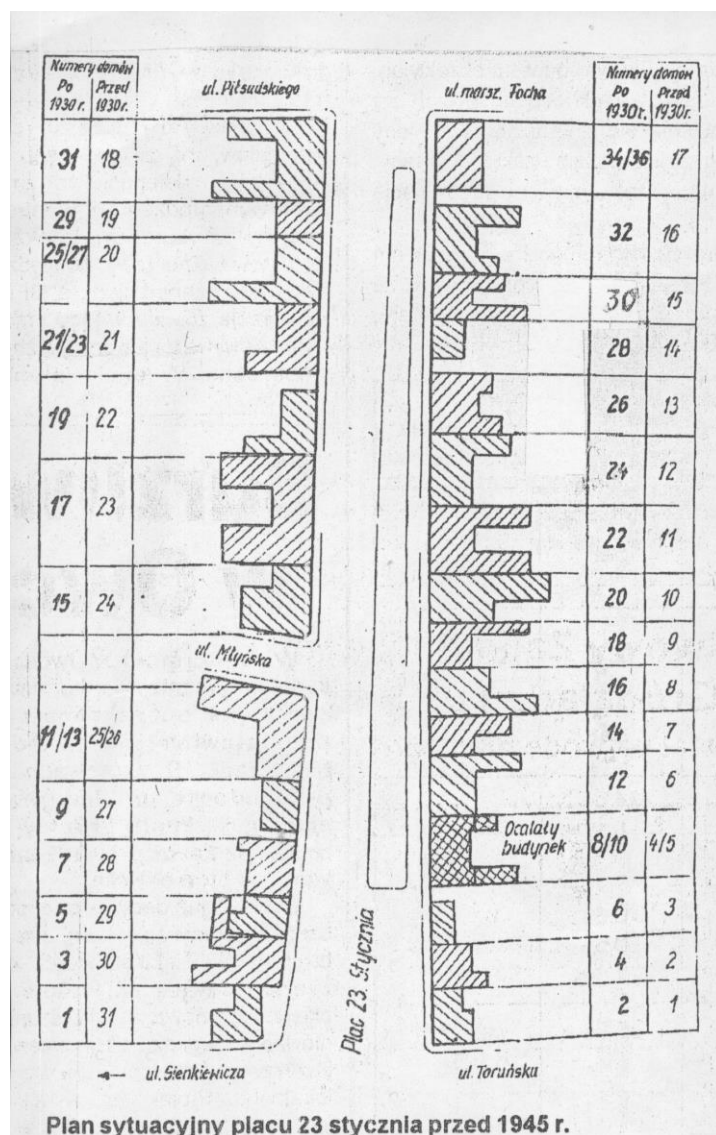 Numery domów
Po 1930 r. Przed 1930r.
ul. Piłsudskiego
31 18
29 19
25/27 20
21/23 21
19 22
17 23
15 24
ul. Młyńska
11/13 25/26
9 27
7 28
5 29
3 30
1 31
ul. Sienkiewicza
Plac 23. Stycznia
ul. marsz. Focha
Numery domów
Po 1930r. Przed 1930r.
34/36 17
32 16
30 15
28 14
26 13
24 12
22 11
20 10
18 9
16 8
14 7
12 6
Ocalały
budynek
8/10 4/5
6 3
4 2
2 1
ul. Toruńska
Plan sytuacyjny placu 23 stycznia przed 1945 r.